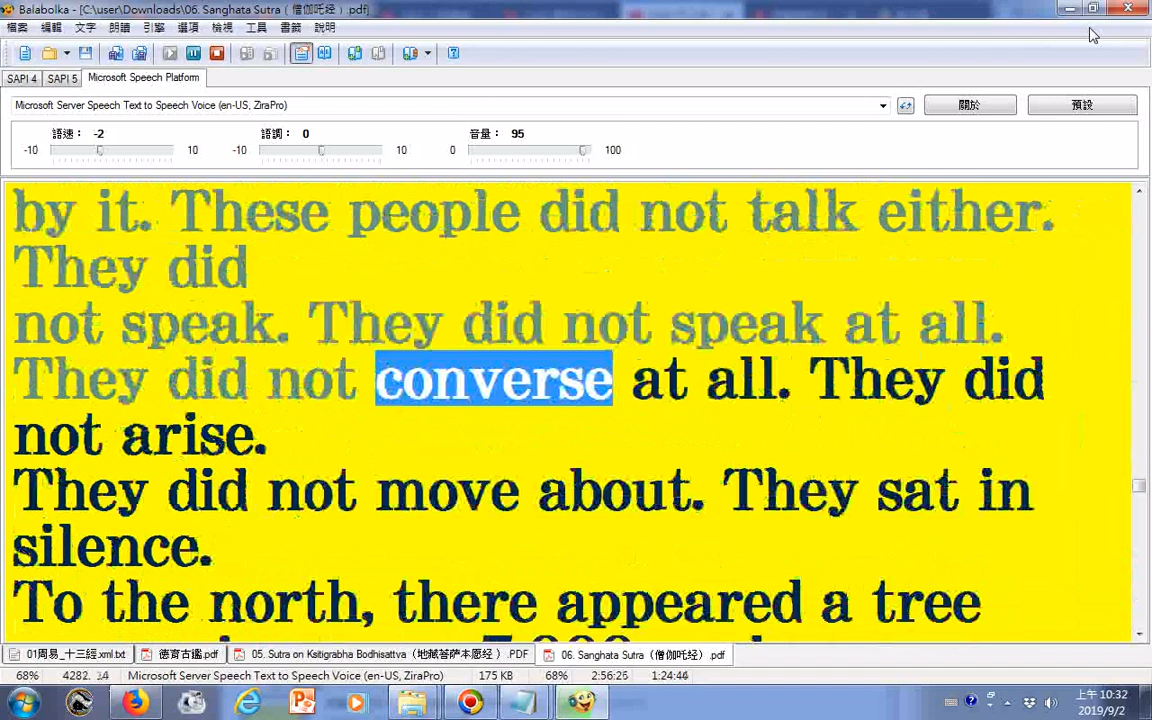 Balabolka - [C:\user\Downloads\06. Sanghata Sutra (僧伽吒经).pdf]
檔案 編輯 文字 朗讀 引擎 選項 檢視 工具 書籤 說明
SAPI 4 SAPI 5 Microsoft Speech Platform
Microsoft Server Speech Text to Speech Voice (en-US, ZiraPro) 關於 預設
語速： -2 語調： 0 音量： 95
-10 10 -10 10 0 100
by it. These people did not talk either.
They did
not speak. They did not speak at all.
They did not converse at all. They did
not arise.
They did not move about. They sat in
silence.
To the north, there appeared a tree
01周易_十三經.xml.txt 德育古鑑.pdf 05. Sutra on Ksitigrabha Bodhisattva（地藏菩萨本愿经﹞.PDF 06. Sanghata Sutra（僧伽吒经﹞.pdf
68% 4282. 14 Microsoft Server Speech Text to Speech Voice (en-US, ZiraPro) 175 KB 68% 2:56:25 1:24:44
上午 10:32
2019/9/2